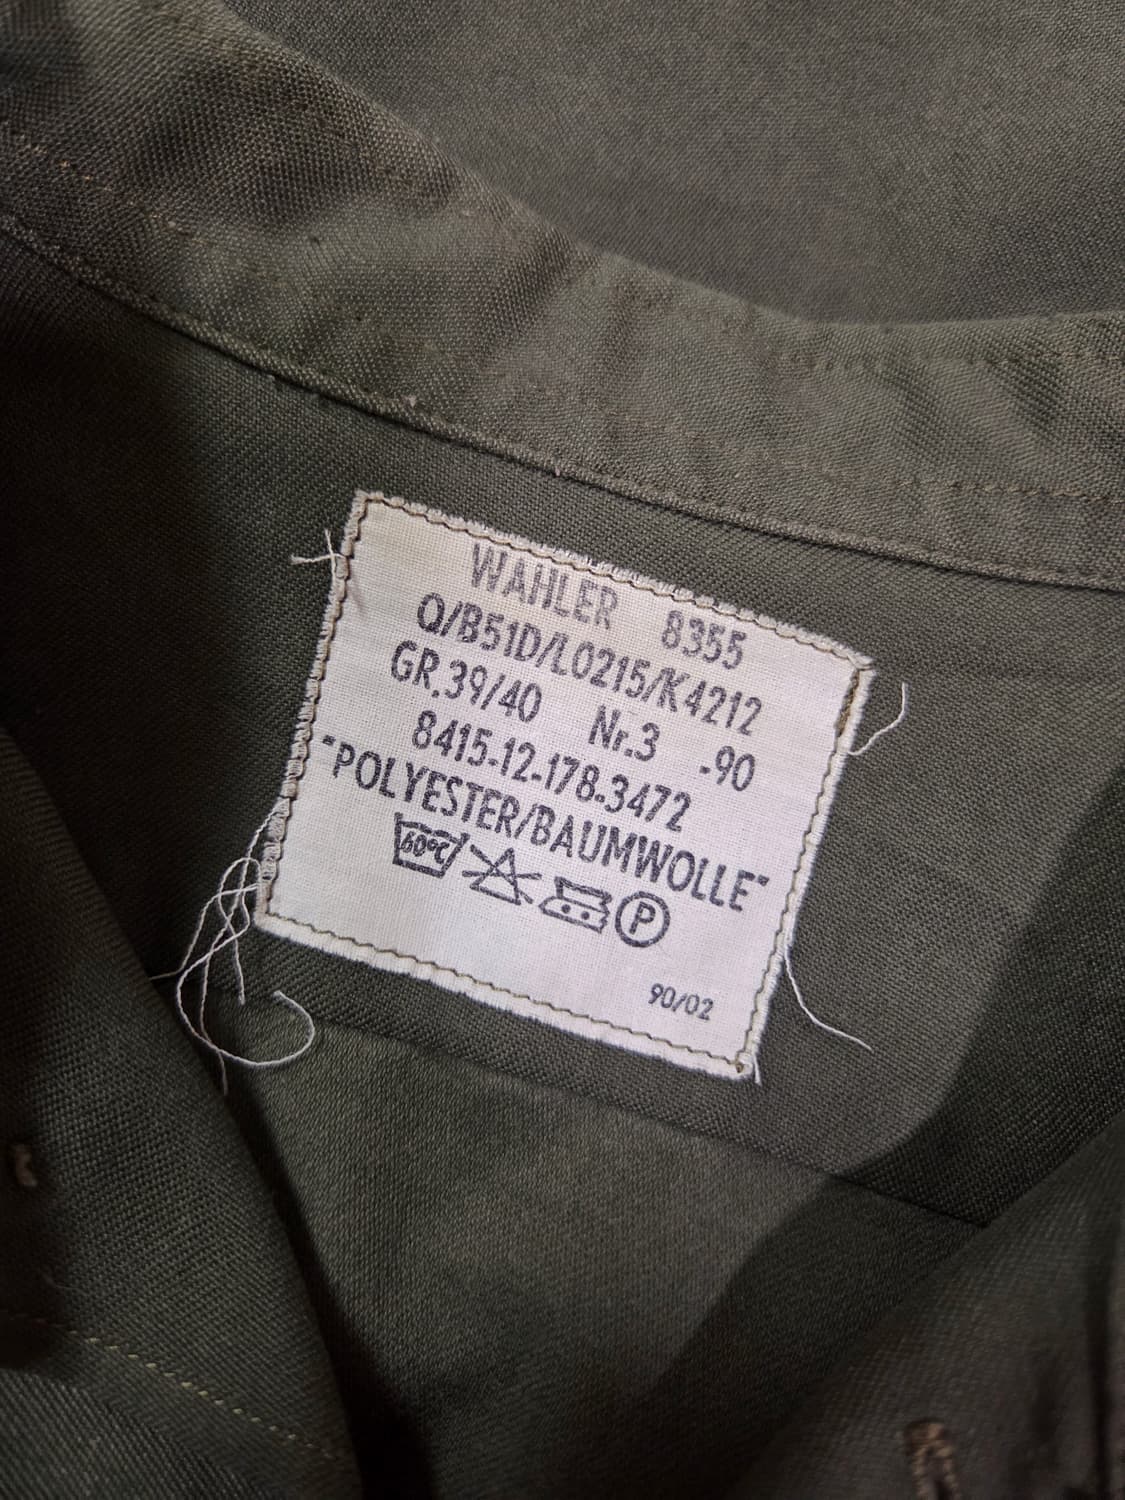 WAHLER 8355
Q/B51D/L0215/K4212
GR.39/40 Nr.3 -90
8415-12-178-3472
"POLYESTER/BAUMWOLLE"
60°C P
90/02